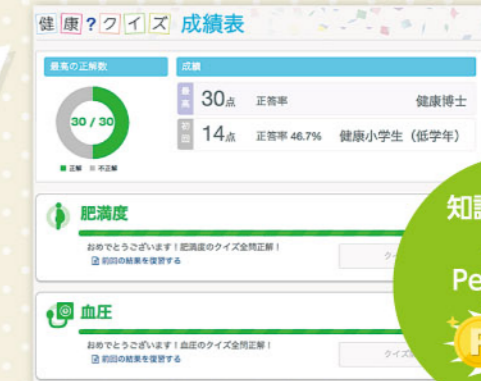 健康?クイズ 成績表
最高の正解数
成績
30 / 30
正解 不正解
最高 30点 正答率 健康博士
初回 14点 正答率 46.7% 健康小学生（低学年）
肥満度
おめでとうございます！肥満度のクイズ全問正解！
前回の結果を復習する
血圧
おめでとうございます！血圧のクイズ全問正解！
前回の結果を復習する
クイズ
Pe